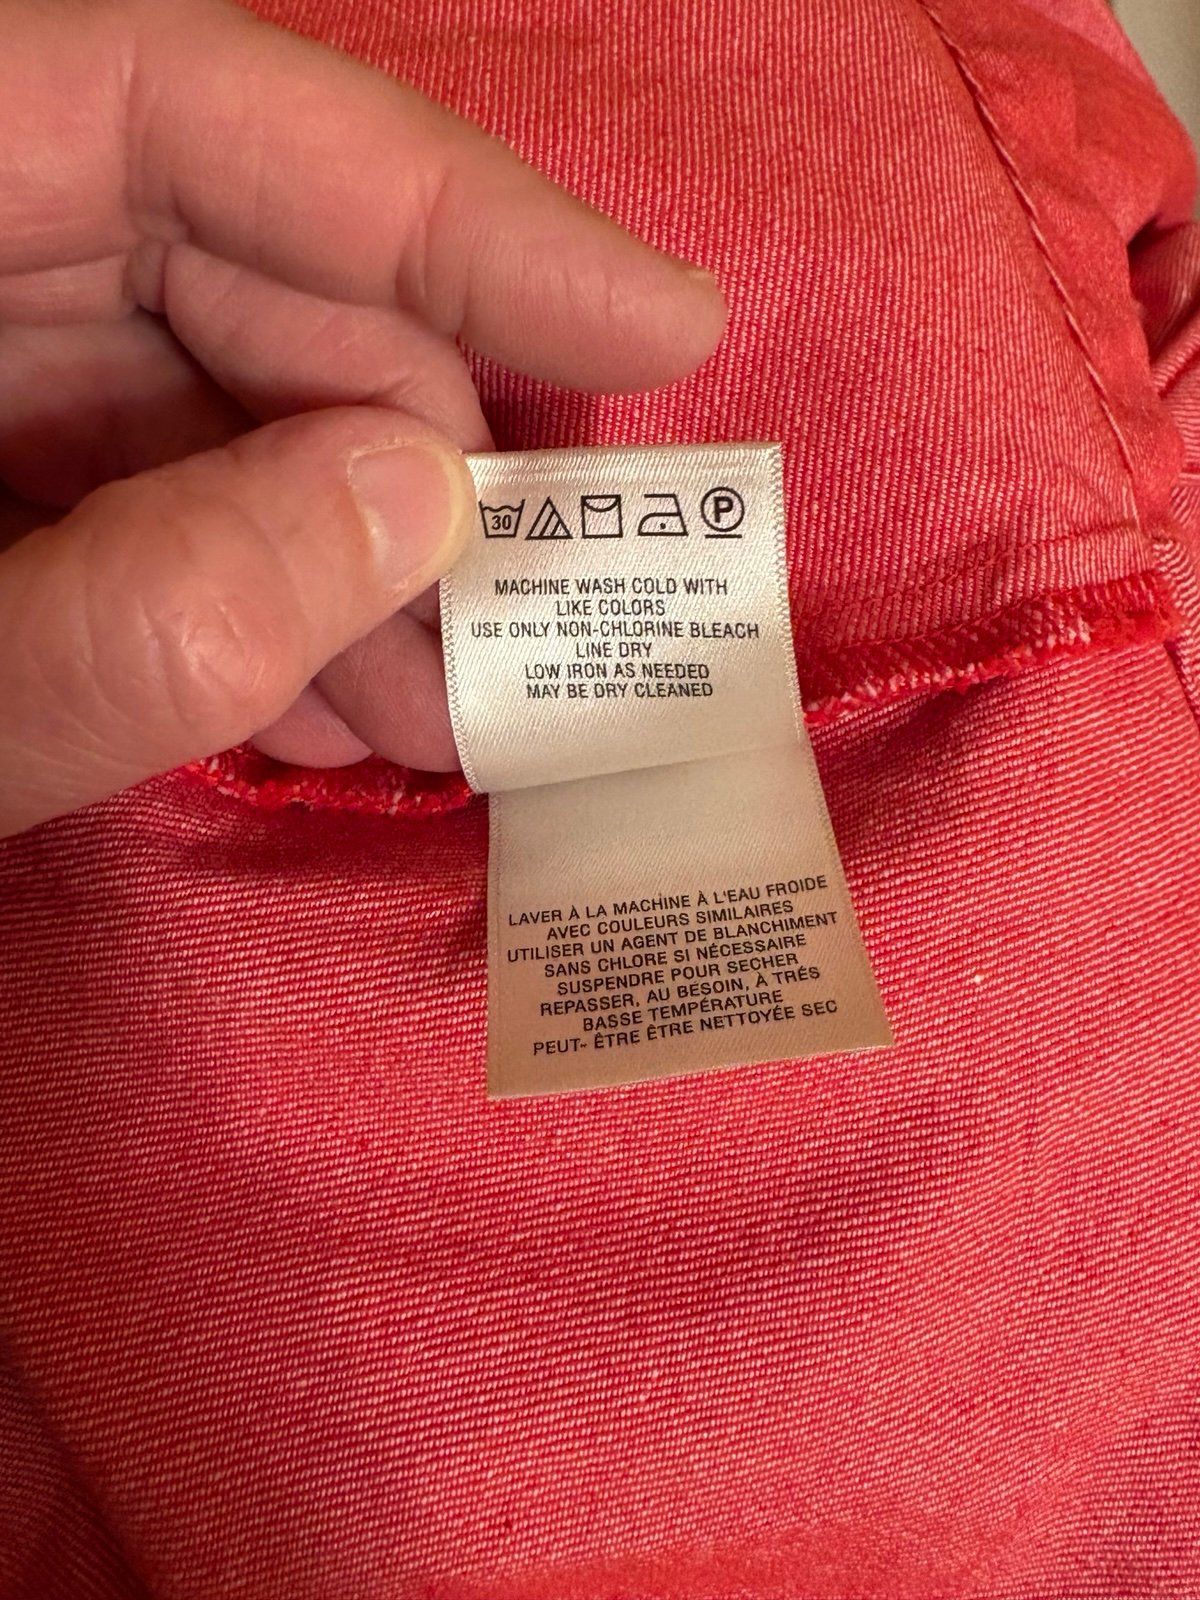 30 P
MACHINE WASH COLD WITH
LIKE COLORS
USE ONLY NON-CHLORINE BLEACH
LINE DRY
LOW IRON AS NEEDED
MAY BE DRY CLEANED
LAVER À LA MACHINE À L'EAU FROIDE
AVEC COULEURS SIMILAIRES
UTILISER UN AGENT DE BLANCHIMENT
SANS CHLORE SI NÉCESSAIRE
SUSPENDRE POUR SECHER
REPASSER, AU BESOIN, À TRÉS
BASSE TEMPÉRATURE
PEUT- ÊTRE ÊTRE NETTOYÉE SEC